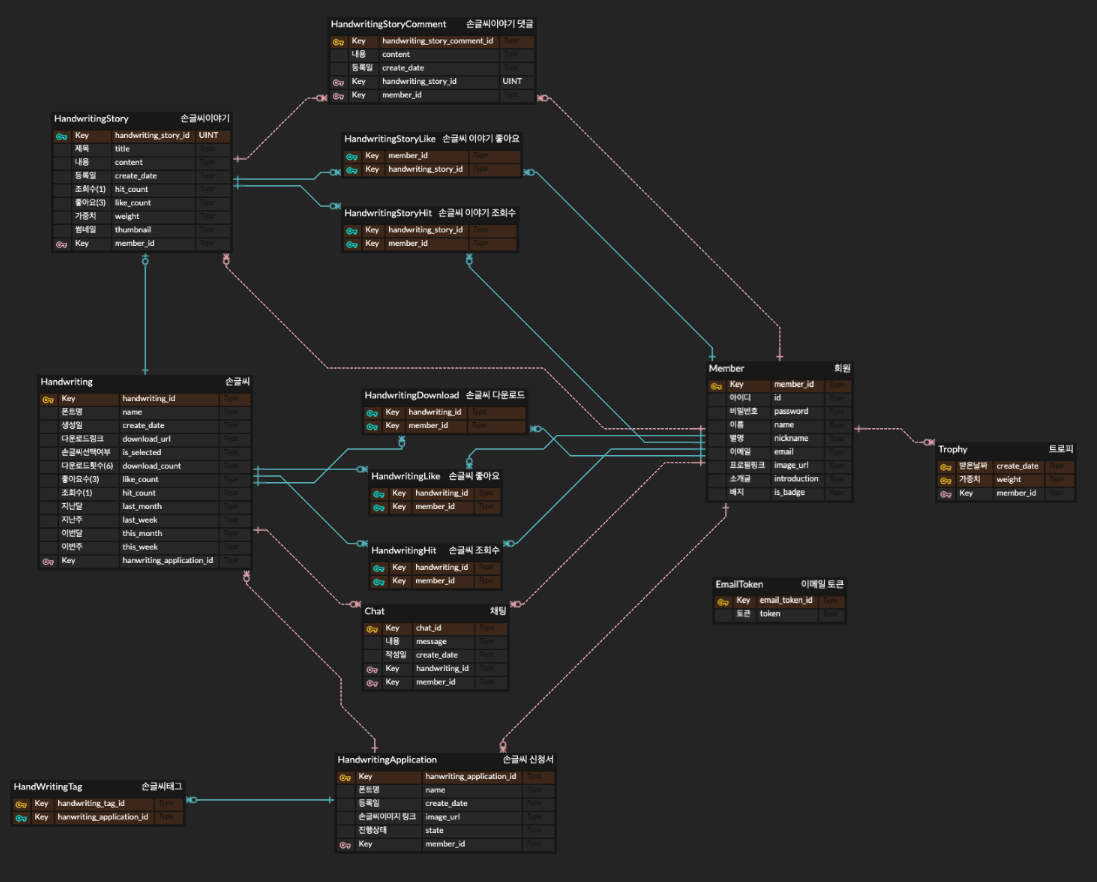 HandwritingStoryComment 손글씨이야기 댓글
Key handwriting_story_comment_id Type
내용 content Type
등록일 create_date Type
Key handwriting_story_id UINT
Key member_id Type
HandwritingStory 손글씨이야기
Key handwriting_story_id UINT
제목 title Type
내용 content Type
등록일 create_date Type
조회수(1) hit_count Type
좋아요(3) like_count Type
가중치 weight Type
썸네일 thumbnail Type
Key member_id Type
HandwritingStoryLike 손글씨 이야기 좋아요
Key member_id Type
Key handwriting_story_id Type
HandwritingStoryHit 손글씨 이야기 조회수
Key handwriting_story_id Type
Key member_id Type
Handwriting 손글씨
Key handwriting_id Type
폰트명 name Type
생성일 create_date Type
다운로드링크 download_url Type
손글씨선택여부 is_selected Type
다운로드횟수(6) download_count Type
좋아요수(3) like_count Type
조회수(1) hit_count Type
지난달 last_month Type
지난주 last_week Type
이번달 this_month Type
이번주 this_week Type
Key hanwriting_application_id Type
HandwritingDownload 손글씨 다운로드
Key handwriting_id Type
Key member_id Type
HandwritingLike 손글씨 좋아요
Key handwriting_id Type
Key member_id Type
HandwritingHit 손글씨 조회수
Key handwriting_id Type
Key member_id Type
Chat 채팅
Key chat_id Type
내용 message Type
작성일 create_date Type
Key handwriting_id Type
Key member_id Type
Member 회원
Key member_id Type
아이디 id Type
비밀번호 password Type
이름 name Type
별명 nickname Type
이메일 email Type
프로필링크 image_url Type
소개글 introduction Type
배지 is_badge Type
Trophy 트로피
받은날짜 create_date Type
가중치 weight Type
Key member_id Type
EmailToken 이메일 토큰
Key email_token_id Type
토큰 token Type
HandwritingApplication 손글씨 신청서
Key hanwriting_application_id Type
폰트명 name Type
등록일 create_date Type
손글씨이미지 링크 image_url Type
진행상태 state Type
Key member_id Type
HandWritingTag 손글씨태그
Key handwriting_tag_id Type
Key hanwriting_application_id Type